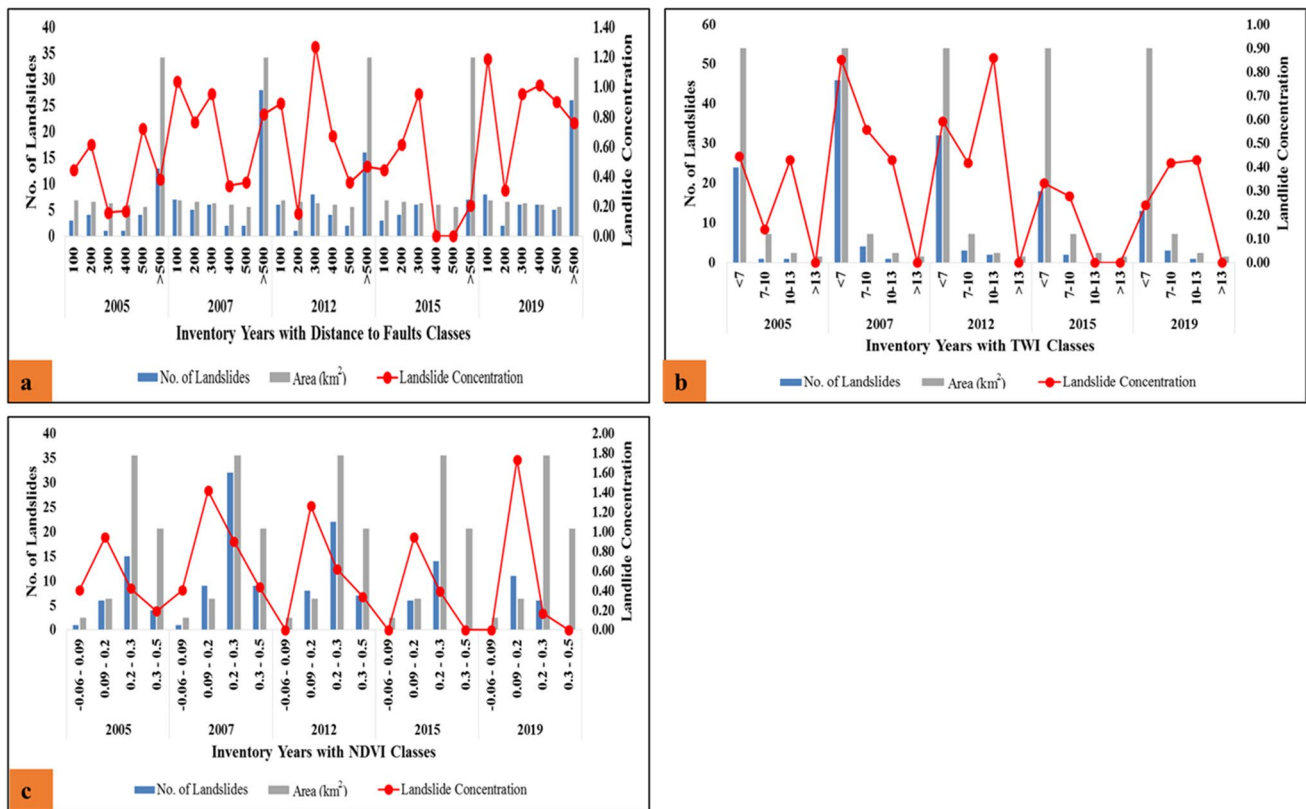 40
35
30
25
20
15
10
5
0
No. of Landslides
1.40
1.20
1.00
0.80
0.60
0.40
0.20
0.00
Landslide Concentration
100 200 300 400 500 >500 100 200 300 400 500 >500 100 200 300 400 500 >500 100 200 300 400 500 >500 100 200 300 400 500 >500
2005 2007 2012 2015 2019
Inventory Years with Distance to Faults Classes
a
No. of Landslides Area (km²) Landslide Concentration
60
50
40
30
20
10
0
No. of Landslides
1.00
0.90
0.80
0.70
0.60
0.50
0.40
0.30
0.20
0.10
0.00
Landslide Concentration
<7 7-10 10-13 >13 <7 7-10 10-13 >13 <7 7-10 10-13 >13 <7 7-10 10-13 >13 <7 7-10 10-13 >13
2005 2007 2012 2015 2019
Inventory Years with TWI Classes
b
No. of Landslides Area (km²) Landslide Concentration
40
35
30
25
20
15
10
5
0
No. of Landslides
2.00
1.80
1.60
1.40
1.20
1.00
0.80
0.60
0.40
0.20
0.00
Landlide Concentration
-0.06 - 0.09 0.09 - 0.2 0.2 - 0.3 0.3 - 0.5 -0.06 - 0.09 0.09 - 0.2 0.2 - 0.3 0.3 - 0.5 -0.06 - 0.09 0.09 - 0.2 0.2 - 0.3 0.3 - 0.5 -0.06 - 0.09 0.09 - 0.2 0.2 - 0.3 0.3 - 0.5 -0.06 - 0.09 0.09 - 0.2 0.2 - 0.3 0.3 - 0.5
2005 2007 2012 2015 2019
Inventory Years with NDVI Classes
c
No. of Landslides Area (km²) Landslide Concentration